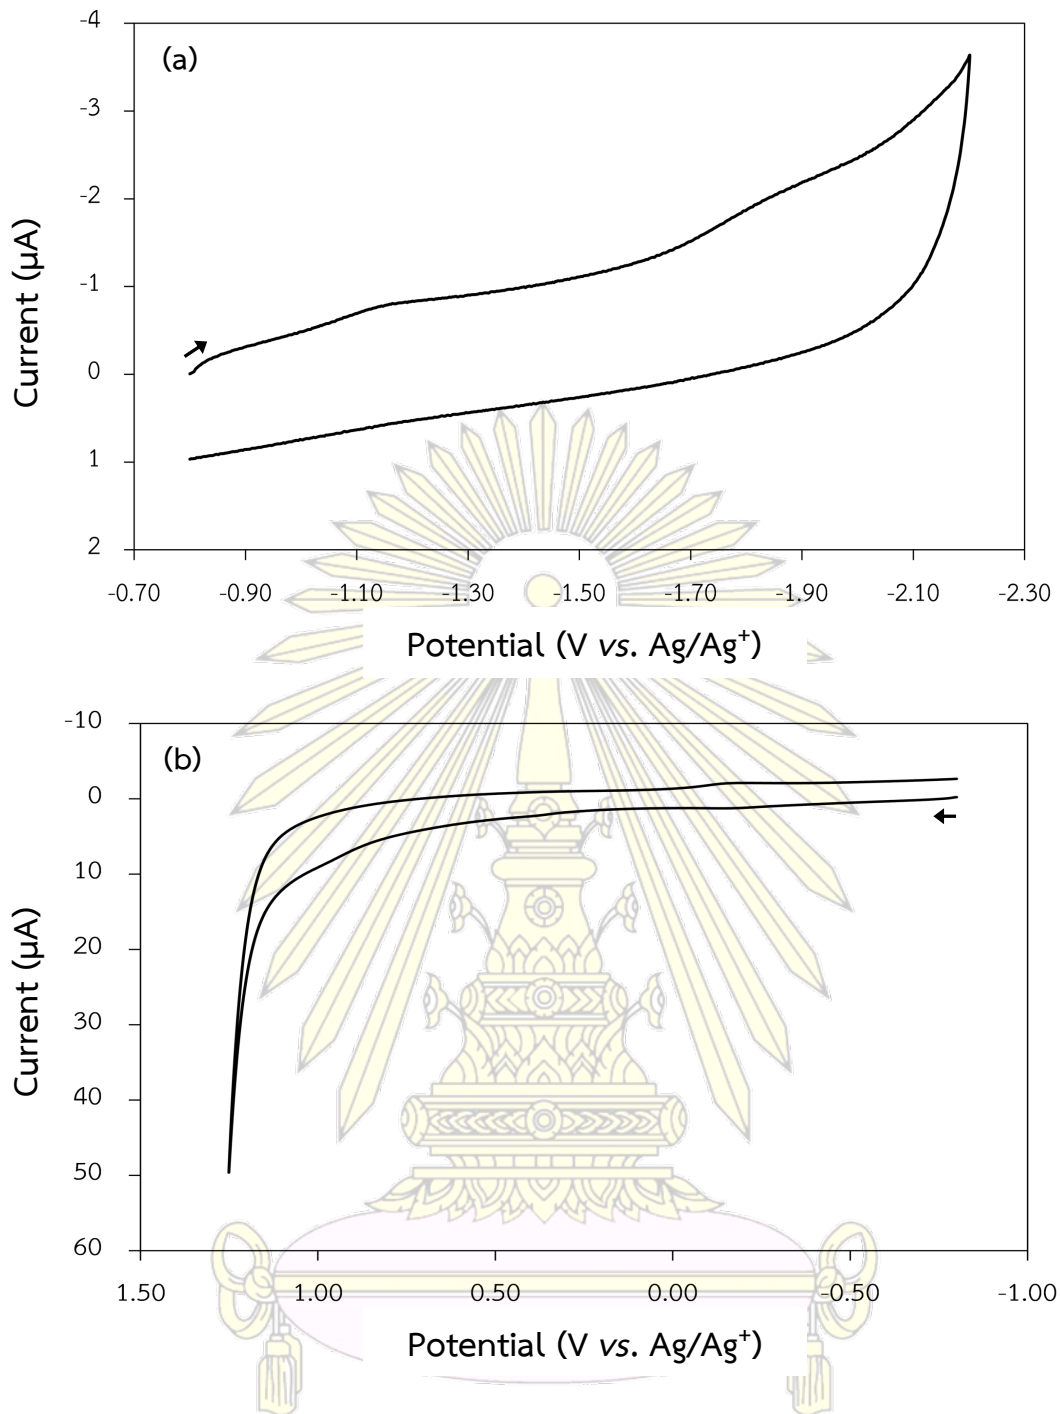 (a)
-4
-3
-2
-1
0
1
2
Current (µA)
-0.70 -0.90 -1.10 -1.30 -1.50 -1.70 -1.90 -2.10 -2.30
Potential (V vs. Ag/Ag⁺)
(b)
-10
0
10
20
30
40
50
60
Current (µA)
1.50 1.00 0.50 0.00 -0.50 -1.00
Potential (V vs. Ag/Ag⁺)